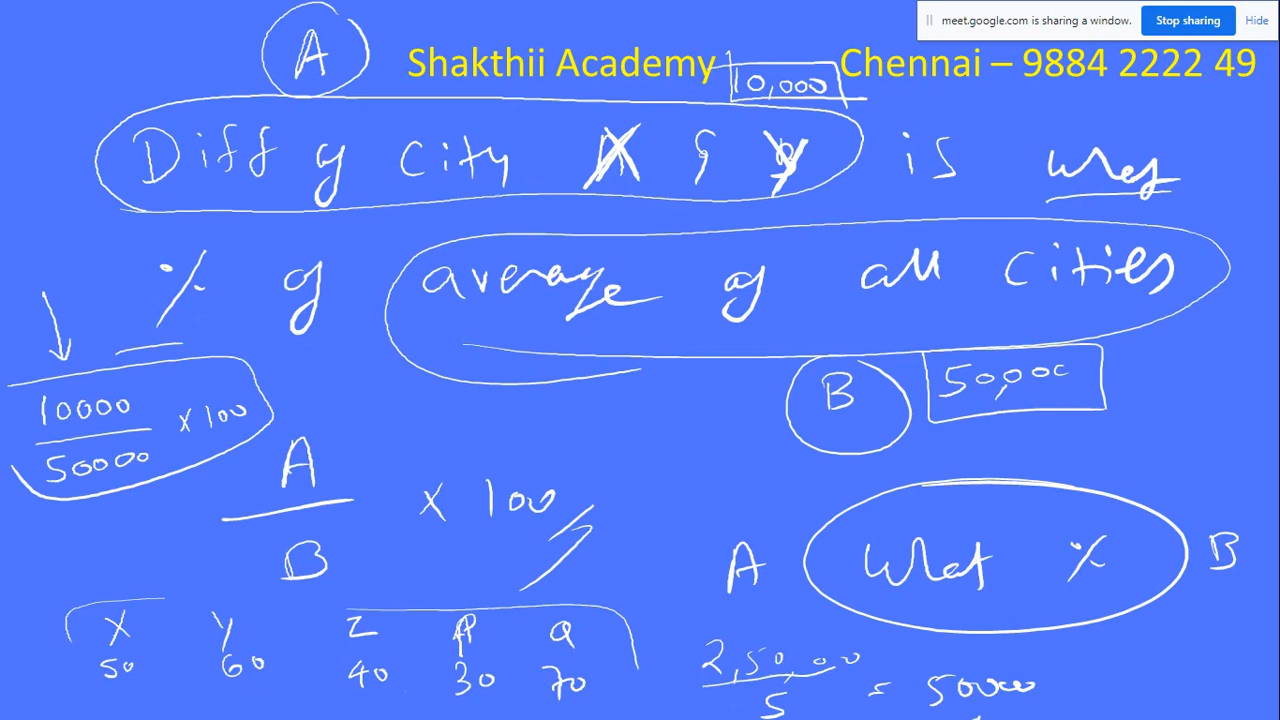 meet.google.com is sharing a window. Stop sharing Hide
A
Shakthii Academy Chennai – 9884 2222 49
10,000
Diff of City X & y is what
% of average of all cities
B 50,000
10000
50000 × 100
A
B × 100
A What % B
X Y Z P Q
50 60 40 30 70
2,50,000
5 = 50000